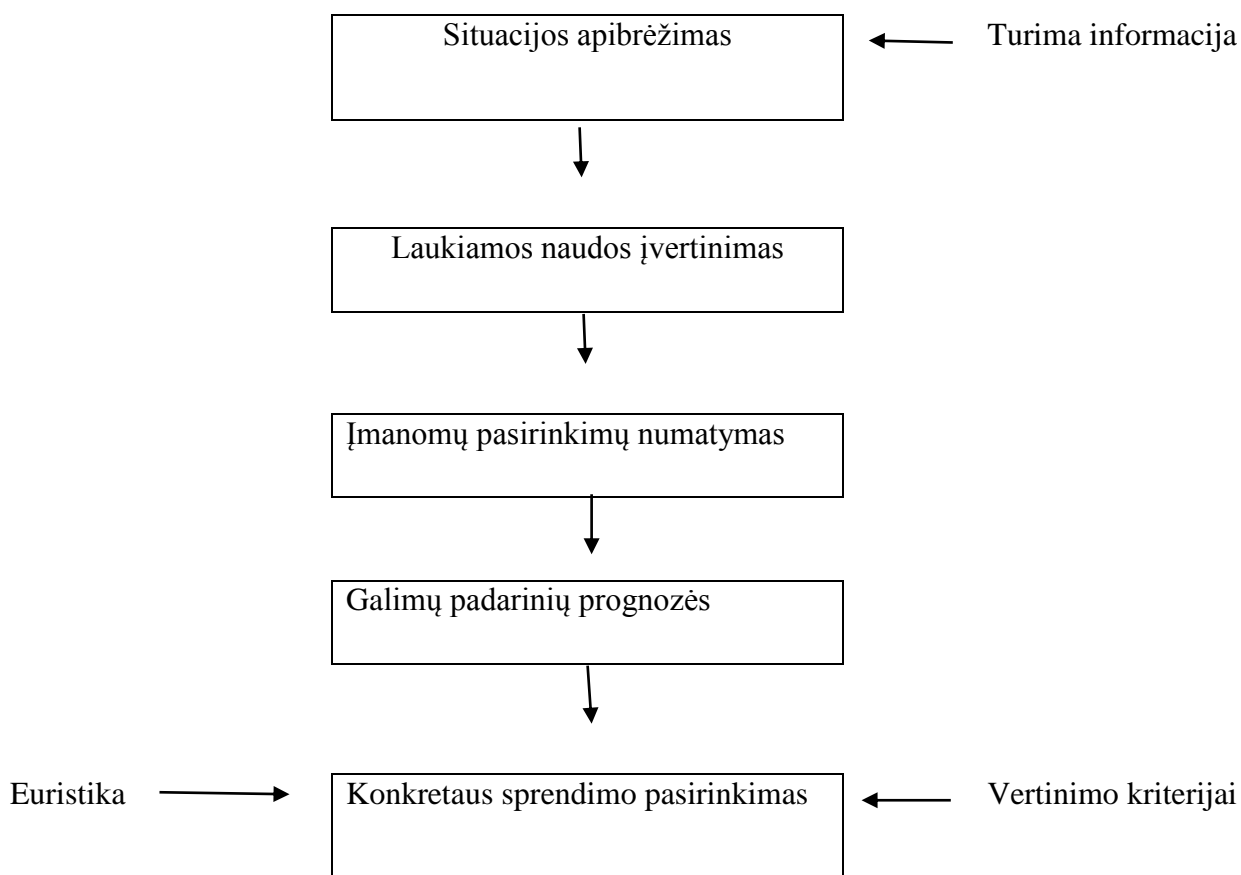 Situacijos apibrėžimas
Turima informacija
Laukiamos naudos įvertinimas
Įmanomų pasirinkimų numatymas
Galimų padarinių prognozės
Euristika
Konkretaus sprendimo pasirinkimas
Vertinimo kriterijai